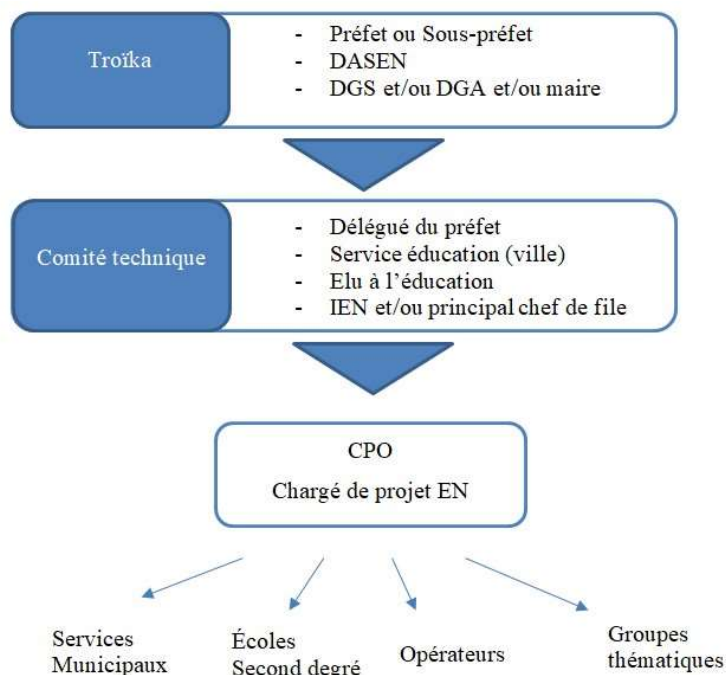 Troïka
- Préfet ou Sous-préfet
- DASEN
- DGS et/ou DGA et/ou maire
Comité technique
- Délégué du préfet
- Service éducation (ville)
- Elu à l'éducation
- IEN et/ou principal chef de file
CPO
Chargé de projet EN
Services
Municipaux
Écoles
Second degré
Opérateurs
Groupes
thématiques